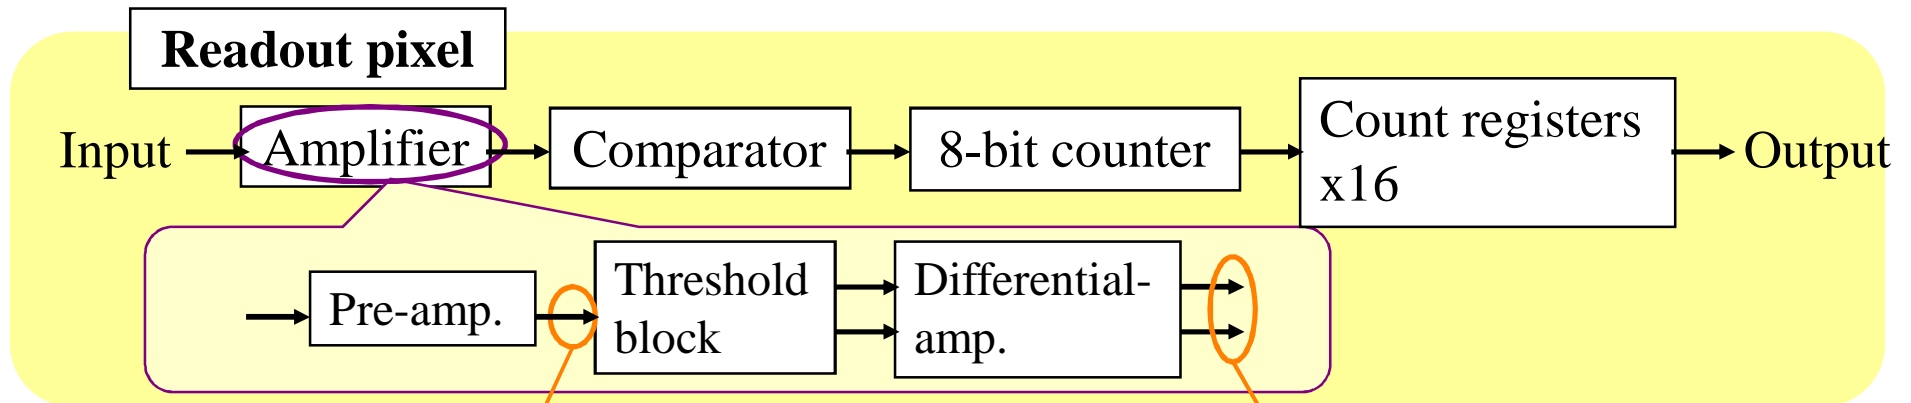 Readout pixel
Input
Amplifier
Comparator
8-bit counter
Count registers
x16
Output
Pre-amp.
Threshold
block
Differential-
amp.